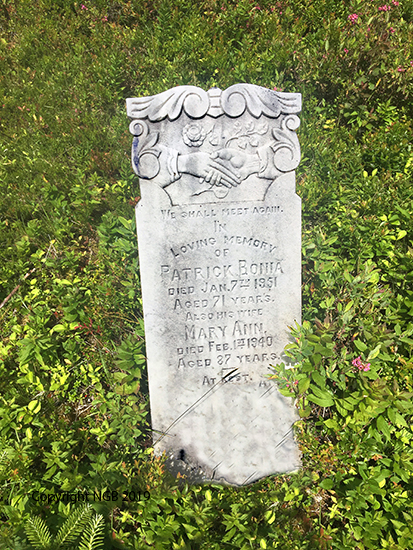 WE SHALL MEET AGAIN.
IN
LOVING MEMORY
OF
PATRICK BONIA
DIED JAN. 7TH 1931
AGED 71 YEARS.
ALSO HIS WIFE
MARY ANN,
DIED FEB. 1ST 1940
AGED 87 YEARS.
AT REST.
Copyright NGB 2019